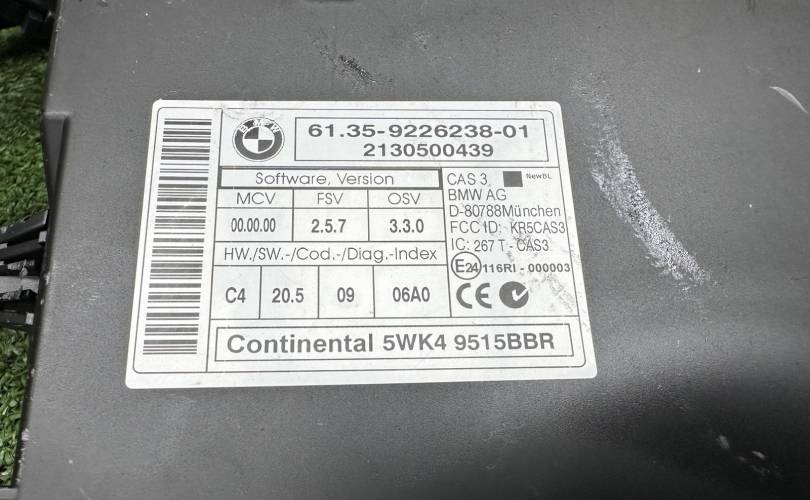 BMW
61.35-9226238-01
2130500439
Software, Version
MCV FSV OSV
00.00.00 2.5.7 3.3.0
HW./SW.-/Cod.-/Diag.-Index
C4 20.5 09 06A0
CAS 3 NewBL
BMW AG
D-80788München
FCC ID: KR5CAS3
IC: 267 T - CAS3
E24 116RI - 000003
CE
Continental 5WK4 9515BBR